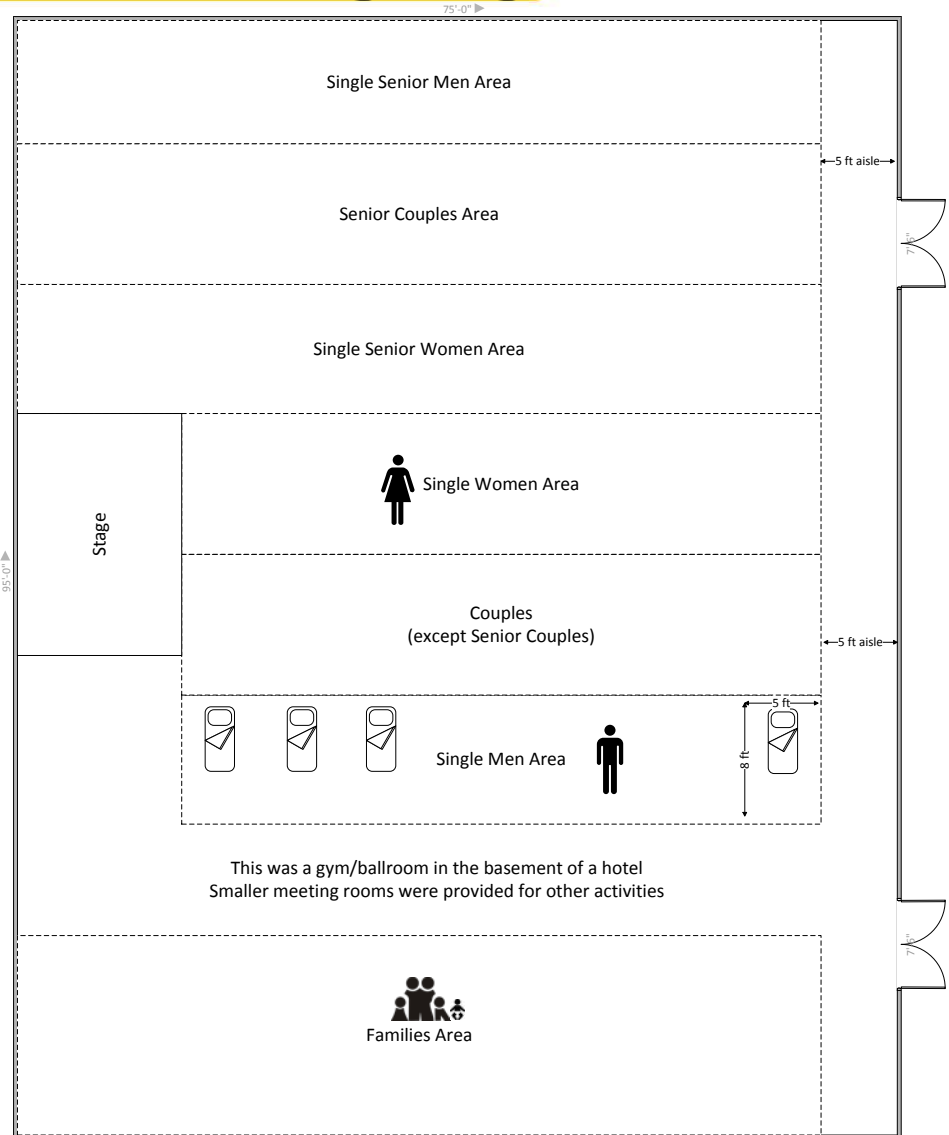 75'-0"
Single Senior Men Area
5 ft aisle
Senior Couples Area
7'-6"
Single Senior Women Area
Single Women Area
Stage
95'-0"
Couples
(except Senior Couples)
5 ft aisle
5 ft
8 ft
Single Men Area
This was a gym/ballroom in the basement of a hotel
Smaller meeting rooms were provided for other activities
7'-6"
Families Area